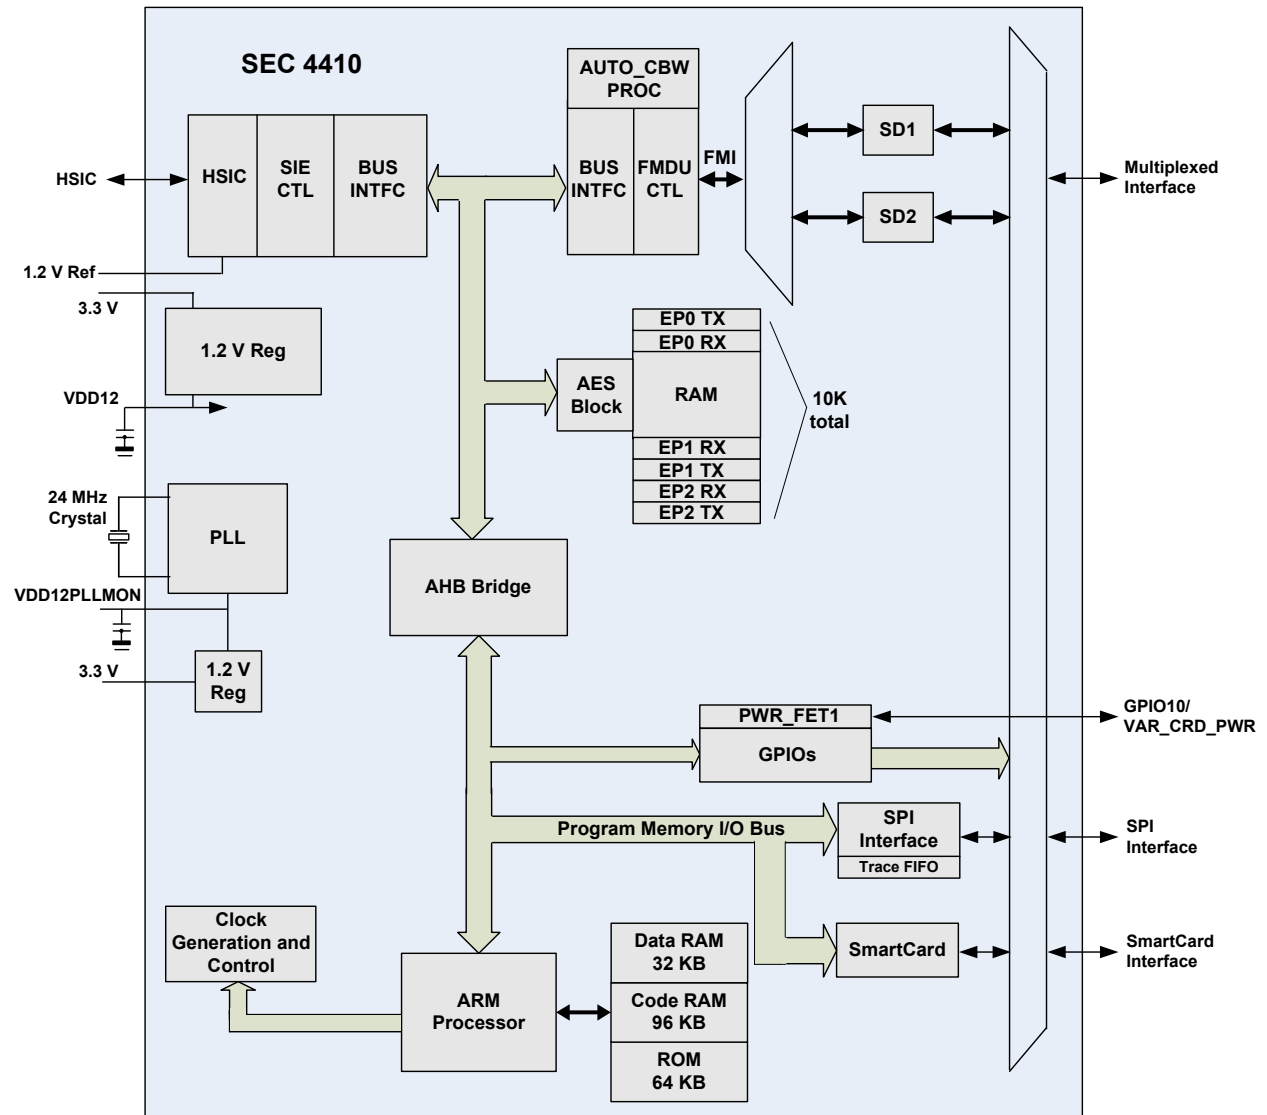 SEC 4410
AUTO_CBW
PROC
HSIC
HSIC
SIE
CTL
BUS
INTFC
BUS
INTFC
FMDU
CTL
FMI
SD1
SD2
Multiplexed
Interface
1.2 V Ref
3.3 V
1.2 V Reg
VDD12
EP0 TX
EP0 RX
AES
Block
RAM
EP1 RX
EP1 TX
EP2 RX
EP2 TX
10K
total
24 MHz
Crystal
PLL
VDD12PLLMON
3.3 V
1.2 V
Reg
AHB Bridge
PWR_FET1
GPIOs
GPIO10/
VAR_CRD_PWR
Program Memory I/O Bus
SPI
Interface
Trace FIFO
SPI
Interface
SmartCard
SmartCard
Interface
Clock
Generation and
Control
ARM
Processor
Data RAM
32 KB
Code RAM
96 KB
ROM
64 KB